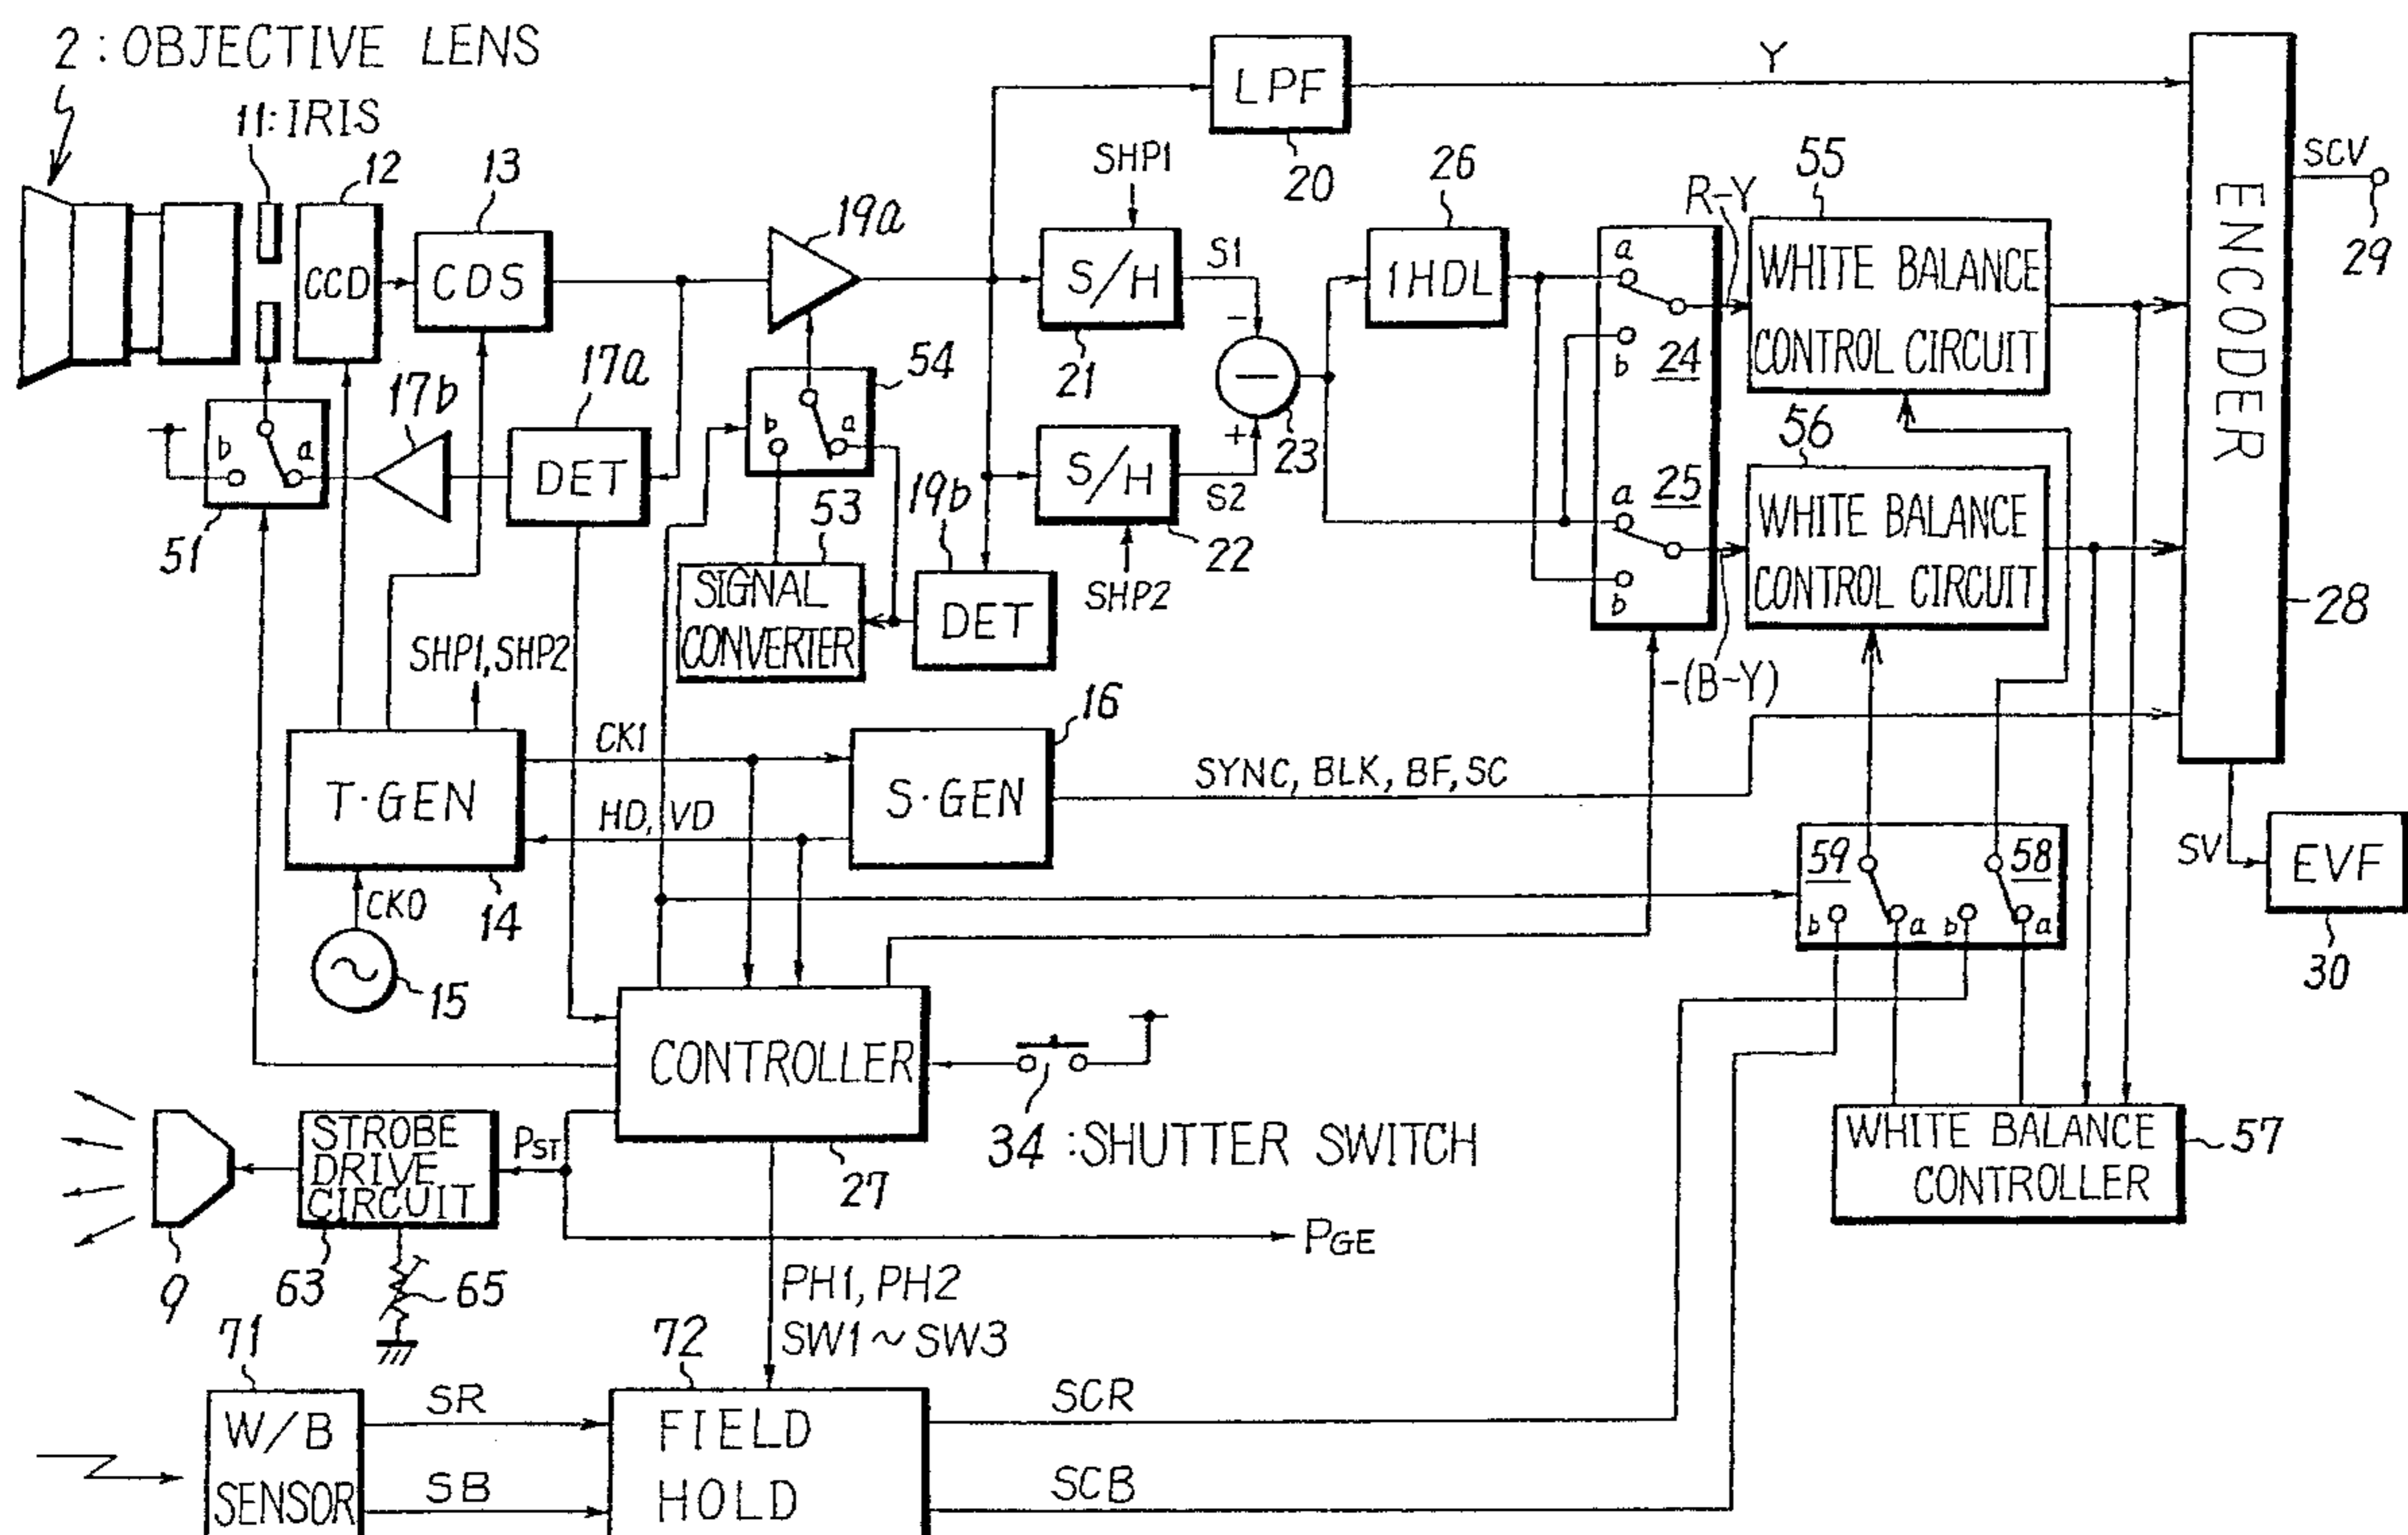 2 : OBJECTIVE LENS
11: IRIS
12
13
19a
CCD
CDS
LPF
20
Y
SHP1
26
R-Y
55
SCV
29
S/H
21
S1
1HDL
a
b
24
WHITE BALANCE
CONTROL CIRCUIT
ENCODER
28
-
−
+
23
17b
17a
54
b
a
b
a
51
DET
19b
53
S/H
22
S2
SHP2
a
b
25
56
WHITE BALANCE
CONTROL CIRCUIT
SIGNAL
CONVERTER
DET
-(B-Y)
SHP1, SHP2
T·GEN
14
CK1
HD, VD
16
S·GEN
SYNC, BLK, BF, SC
CK0
15
59
58
b
a
b
a
SV
EVF
30
CONTROLLER
27
34 :SHUTTER SWITCH
WHITE BALANCE
CONTROLLER
57
9
STROBE
DRIVE
CIRCUIT
63
65
PST
PGE
PH1, PH2
SW1 ~ SW3
71
W/B
SENSOR
SR
SB
72
FIELD
HOLD
SCR
SCB